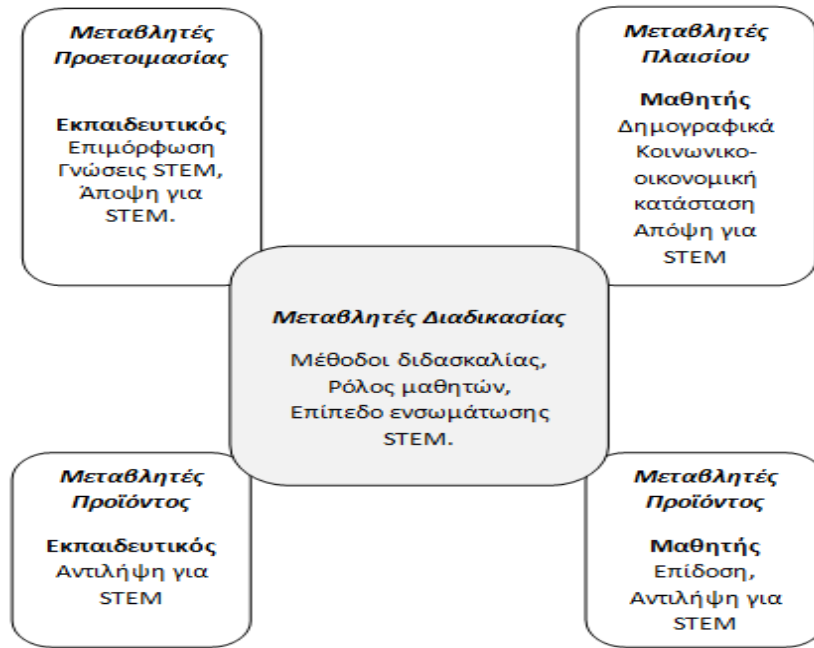 Μεταβλητές
Προετοιμασίας
Εκπαιδευτικός
Επιμόρφωση
Γνώσεις STEM,
Άποψη για
STEM.
Μεταβλητές
Πλαισίου
Μαθητής
Δημογραφικά
Κοινωνικο-
οικονομική
κατάσταση
Απόψη για
STEM
Μεταβλητές Διαδικασίας
Μέθοδοι διδασκαλίας,
Ρόλος μαθητών,
Επίπεδο ενσωμάτωσης
STEM.
Μεταβλητές
Προϊόντος
Εκπαιδευτικός
Αντιλήψη για
STEM
Μεταβλητές
Προϊόντος
Μαθητής
Επίδοση,
Αντιλήψη για
STEM